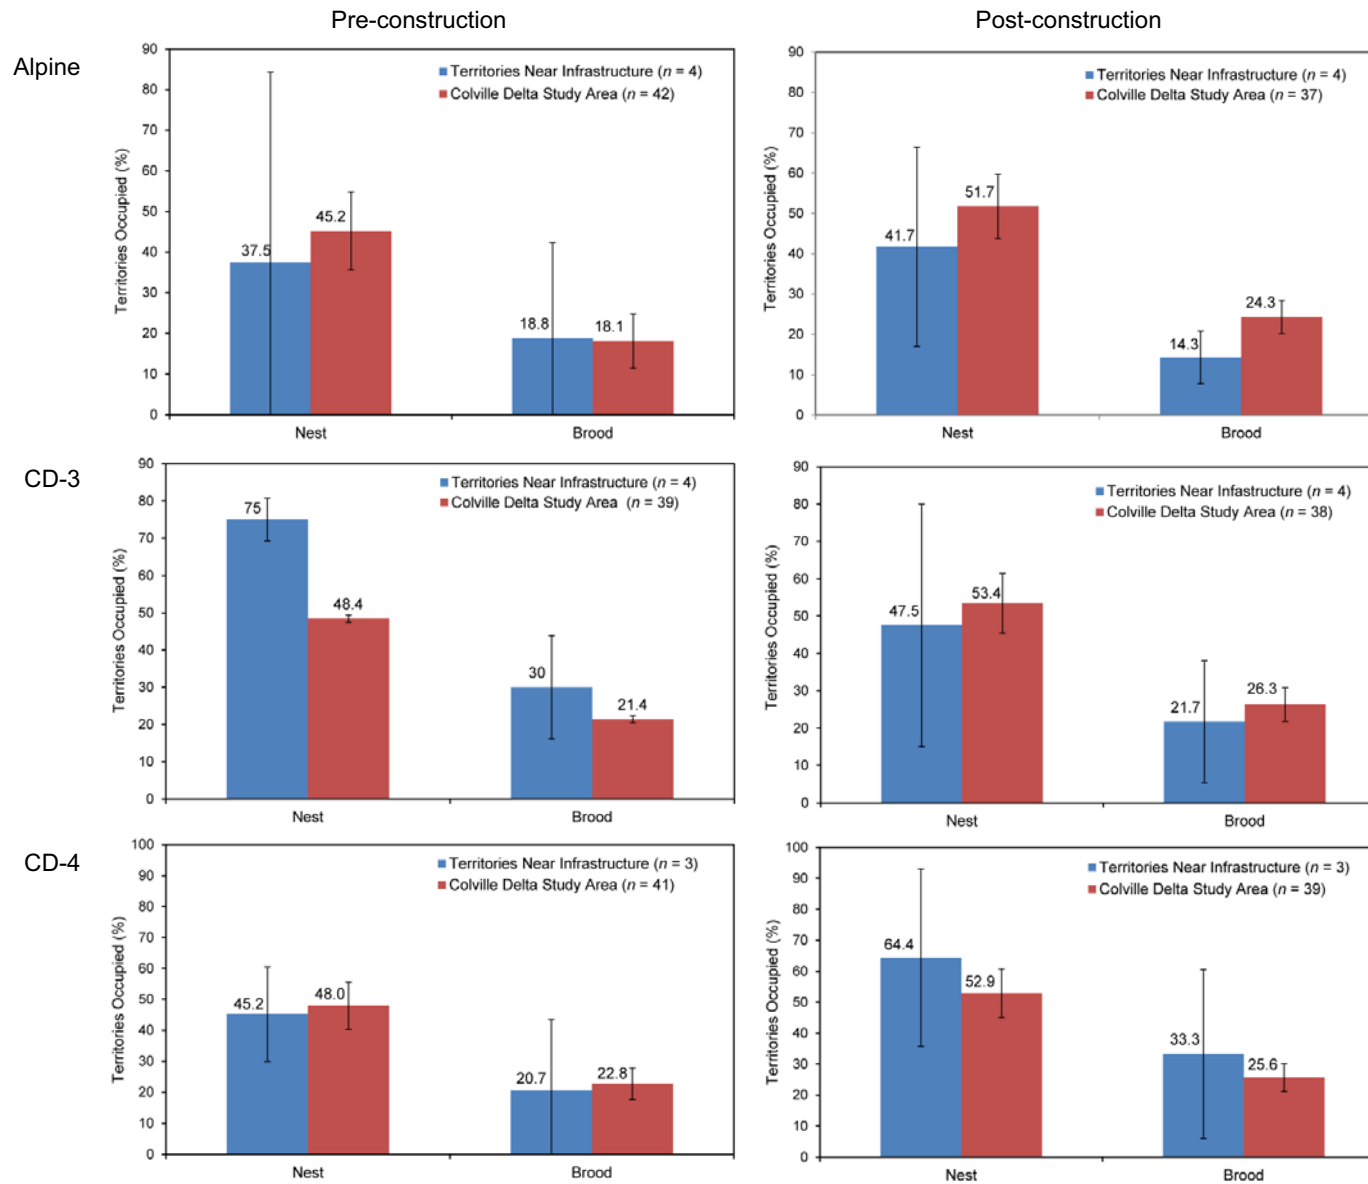 Pre-construction
Post-construction
Alpine
90
80
70
60
50
40
30
20
10
0
Territories Occupied (%)
Territories Near Infrastructure (n = 4)
Colville Delta Study Area (n = 42)
37.5
45.2
18.8
18.1
Nest
Brood
90
80
70
60
50
40
30
20
10
0
Territories Occupied (%)
Territories Near Infrastructure (n = 4)
Colville Delta Study Area (n = 37)
41.7
51.7
14.3
24.3
Nest
Brood
CD-3
90
80
70
60
50
40
30
20
10
0
Territories Occupied (%)
Territories Near Infrastructure (n = 4)
Colville Delta Study Area (n = 39)
75
48.4
30
21.4
Nest
Brood
90
80
70
60
50
40
30
20
10
0
Territories Occupied (%)
Territories Near Infastructure (n = 4)
Colville Delta Study Area (n = 38)
47.5
53.4
21.7
26.3
Nest
Brood
CD-4
100
90
80
70
60
50
40
30
20
10
0
Territories Occupied (%)
Territories Near Infrastructure (n = 3)
Colville Delta Study Area (n = 41)
45.2
48.0
20.7
22.8
Nest
Brood
100
90
80
70
60
50
40
30
20
10
0
Territories Occupied (%)
Territories Near Infrastructure (n = 3)
Colville Delta Study Area (n = 39)
64.4
52.9
33.3
25.6
Nest
Brood